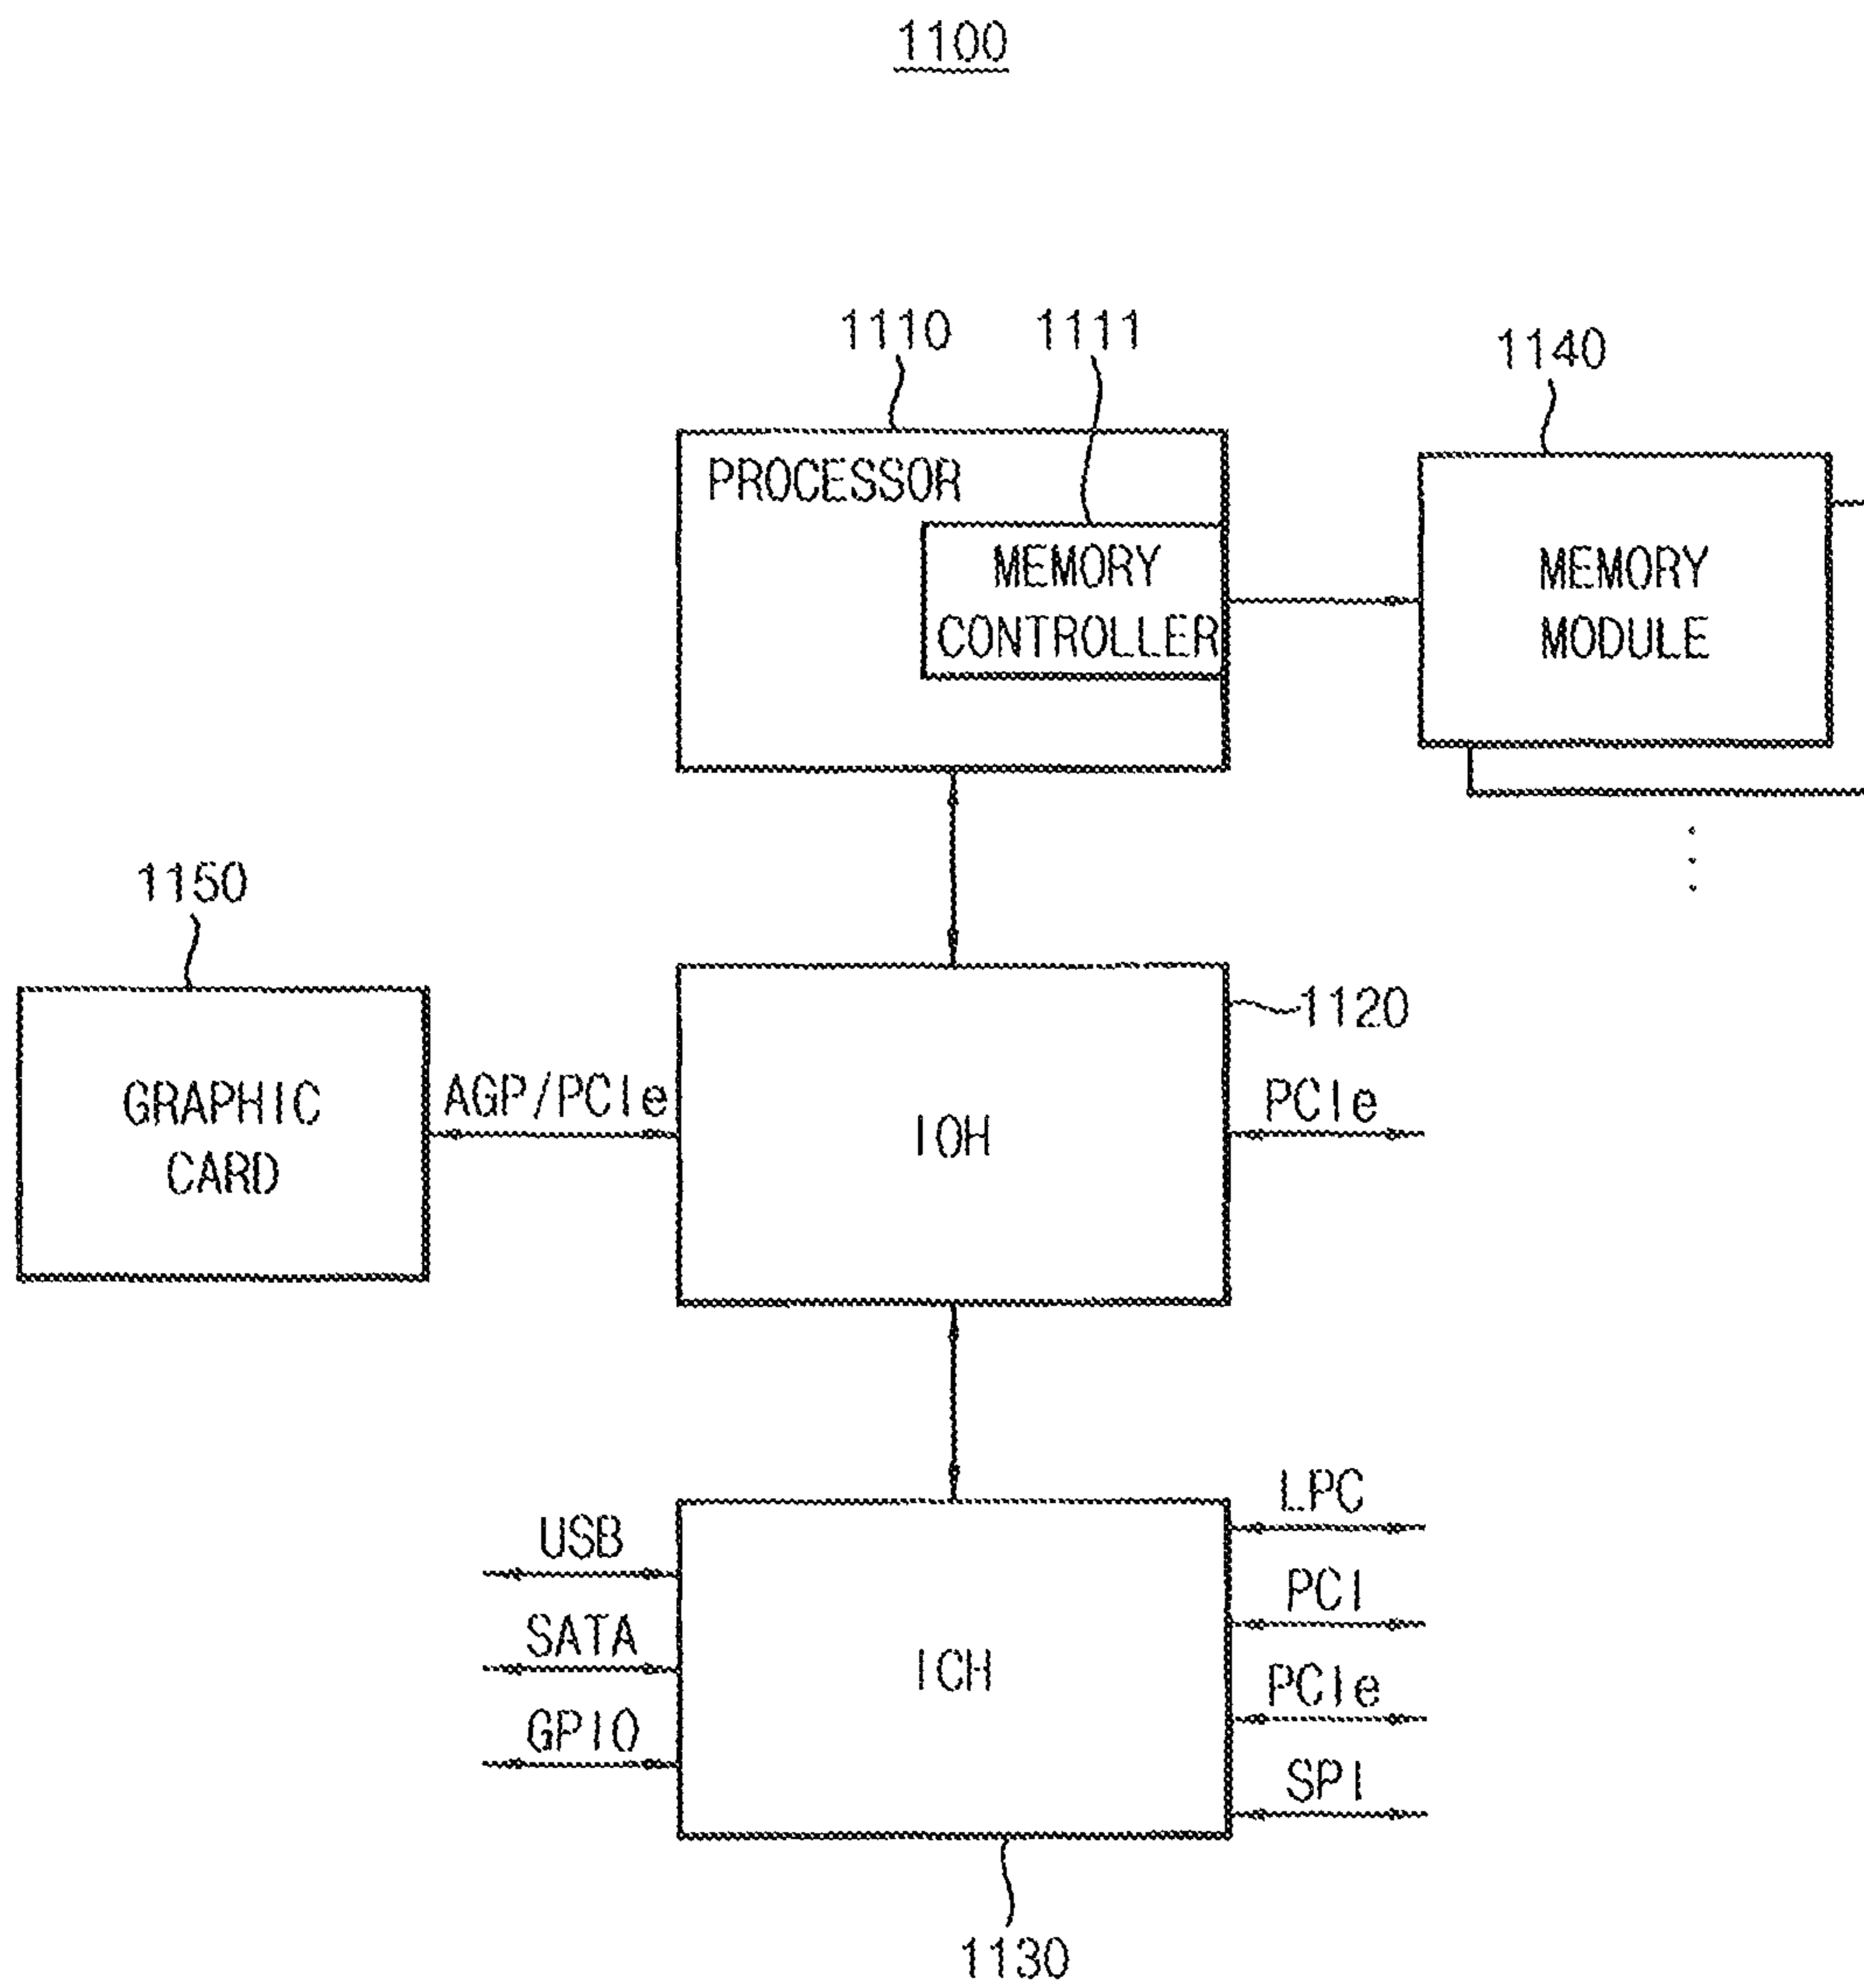 1100
1110
1111
1140
PROCESSOR
MEMORY
CONTROLLER
MEMORY
MODULE
1150
1120
GRAPHIC
CARD
AGP/PCIe
IOH
PCIe
USB
SATA
GPIO
ICH
LPC
PCI
PCIe
SPI
1130